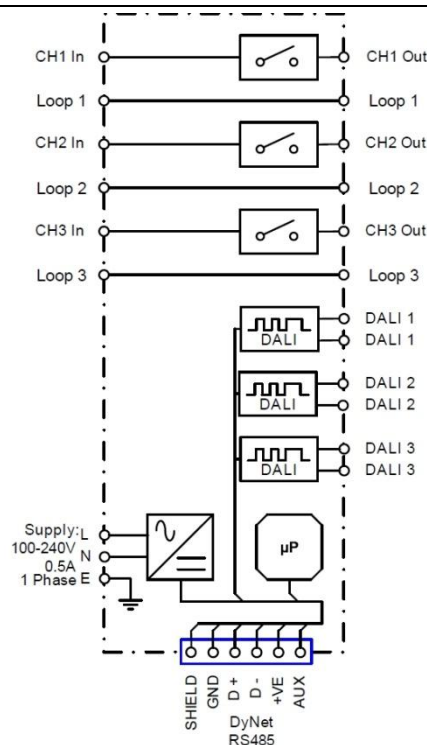 CH1 In
CH1 Out
Loop 1
Loop 1
CH2 In
CH2 Out
Loop 2
Loop 2
CH3 In
CH3 Out
Loop 3
Loop 3
DALI
DALI 1
DALI 1
DALI
DALI 2
DALI 2
DALI
DALI 3
DALI 3
Supply: L
100-240V N
0.5A
1 Phase E
µP
SHIELD
GND
D +
D -
+VE
AUX
DyNet
RS485